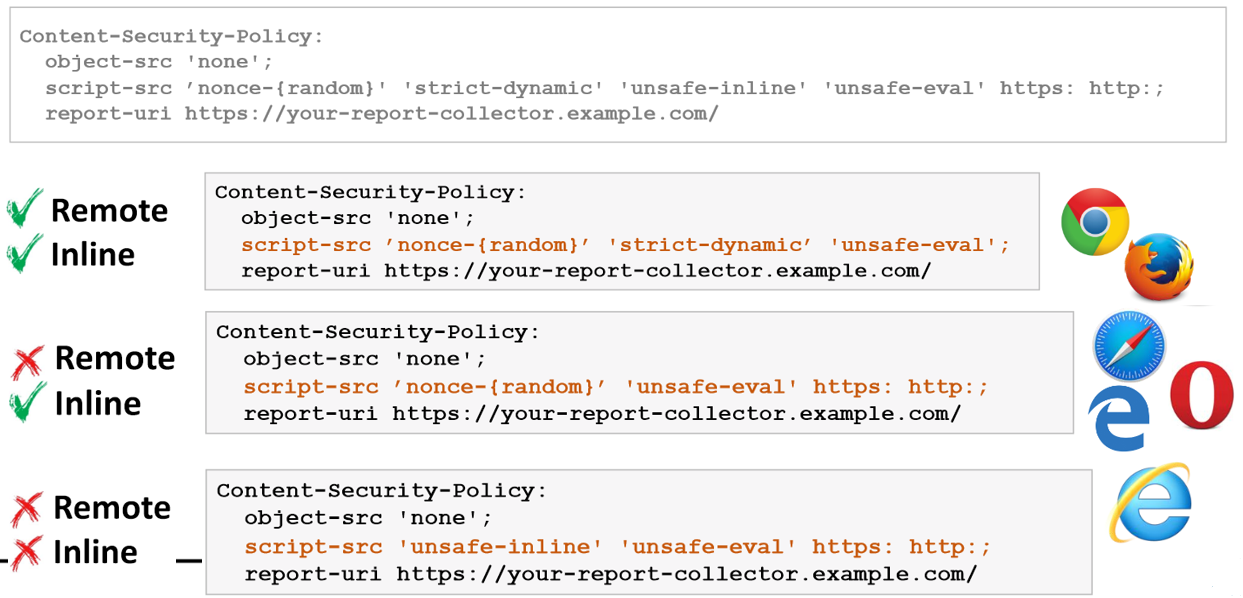 Content-Security-Policy:
object-src 'none';
script-src ’nonce-{random}' 'strict-dynamic' 'unsafe-inline' 'unsafe-eval' https: http:;
report-uri https://your-report-collector.example.com/
Remote
Inline
Content-Security-Policy:
object-src 'none';
script-src ’nonce-{random}’ 'strict-dynamic’ 'unsafe-eval';
report-uri https://your-report-collector.example.com/
Remote
Inline
Content-Security-Policy:
object-src 'none';
script-src ’nonce-{random}’ 'unsafe-eval' https: http:;
report-uri https://your-report-collector.example.com/
Remote
Inline
Content-Security-Policy:
object-src 'none';
script-src 'unsafe-inline' 'unsafe-eval' https: http:;
report-uri https://your-report-collector.example.com/